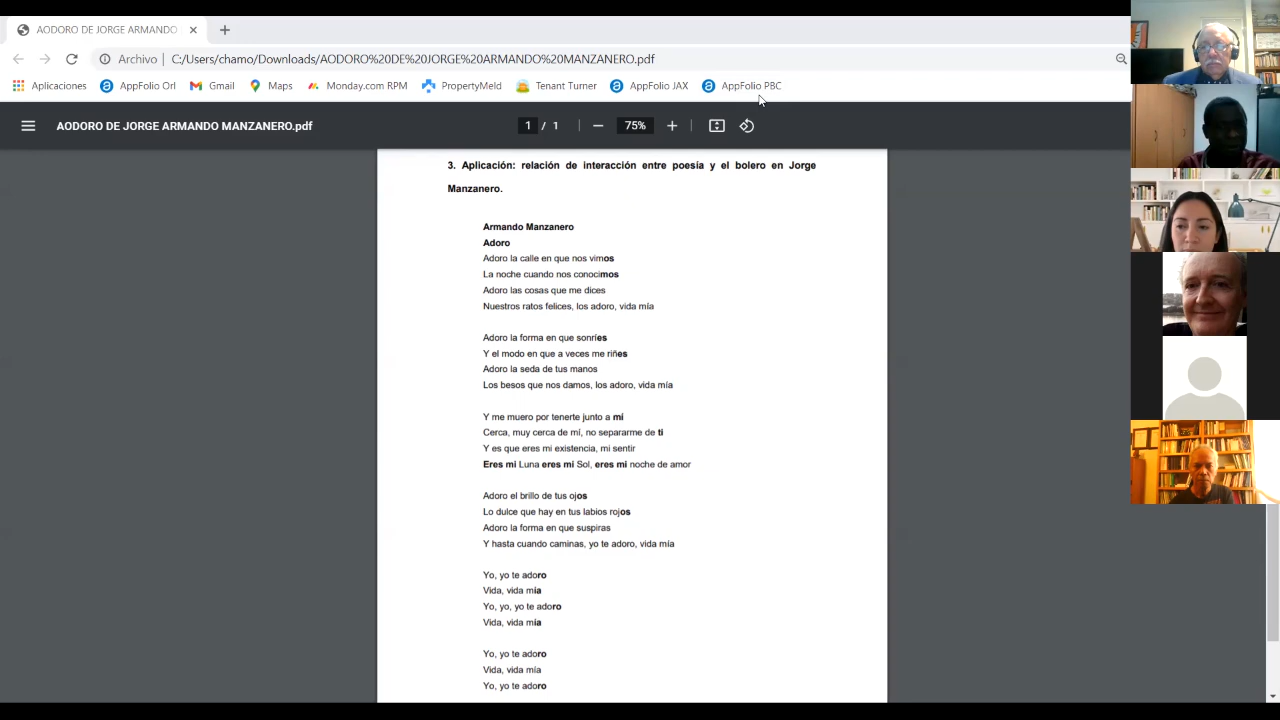 AODORO DE JORGE ARMANDO
Archivo C:/Users/chamo/Downloads/AODORO%20DE%20JORGE%20ARMANDO%20MANZANERO.pdf
Aplicaciones AppFolio Orl Gmail Maps Monday.com RPM PropertyMeld Tenant Turner AppFolio JAX AppFolio PBC
AODORO DE JORGE ARMANDO MANZANERO.pdf 1 / 1 75%
3. Aplicación: relación de interacción entre poesía y el bolero en Jorge
Manzanero.
Armando Manzanero
Adoro
Adoro la calle en que nos vimos
La noche cuando nos conocimos
Adoro las cosas que me dices
Nuestros ratos felices, los adoro, vida mía
Adoro la forma en que sonríes
Y el modo en que a veces me riñes
Adoro la seda de tus manos
Los besos que nos damos, los adoro, vida mía
Y me muero por tenerte junto a mí
Cerca, muy cerca de mí, no separarme de ti
Y es que eres mi existencia, mi sentir
Eres mi Luna eres mi Sol, eres mi noche de amor
Adoro el brillo de tus ojos
Lo dulce que hay en tus labios rojos
Adoro la forma en que suspiras
Y hasta cuando caminas, yo te adoro, vida mía
Yo, yo te adoro
Vida, vida mía
Yo, yo, yo te adoro
Vida, vida mía
Yo, yo te adoro
Vida, vida mía
Yo, yo te adoro